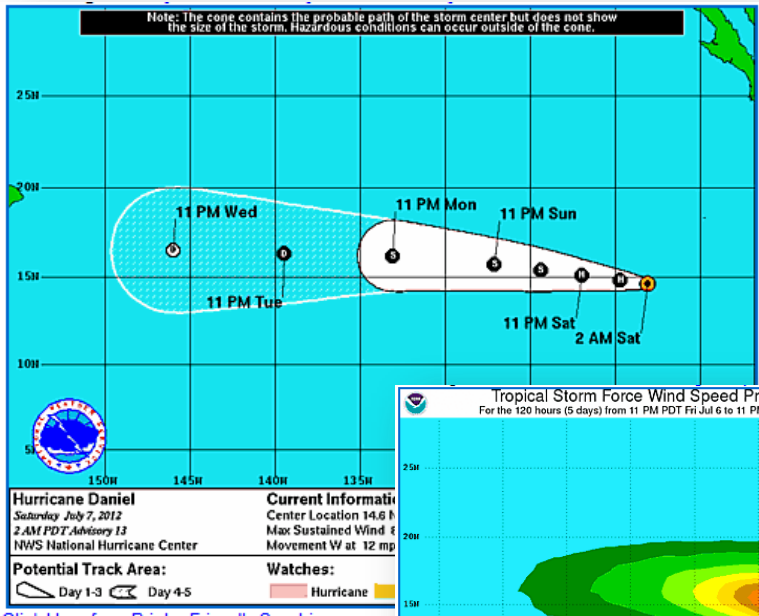 Note: The cone contains the probable path of the storm center but does not show
the size of the storm. Hazardous conditions can occur outside of the cone.
25N
20N
11 PM Mon
11 PM Wed
11 PM Sun
D
D
S
S
S
H
H
15N
11 PM Tue
11 PM Sat
2 AM Sat
10N
5N
150W 145W 140W 135W
NATIONAL WEATHER SERVICE
Hurricane Daniel
Saturday July 7, 2012
2 AM PDT Advisory 13
NWS National Hurricane Center
Current Informati
Center Location 14.6 N
Max Sustained Wind 8
Movement W at 12 mp
Potential Track Area:
Day 1-3 Day 4-5
Watches:
Hurricane
Tropical Storm Force Wind Speed Pr
For the 120 hours (5 days) from 11 PM PDT Fri Jul 6 to 11 PM
25N
20N
15N